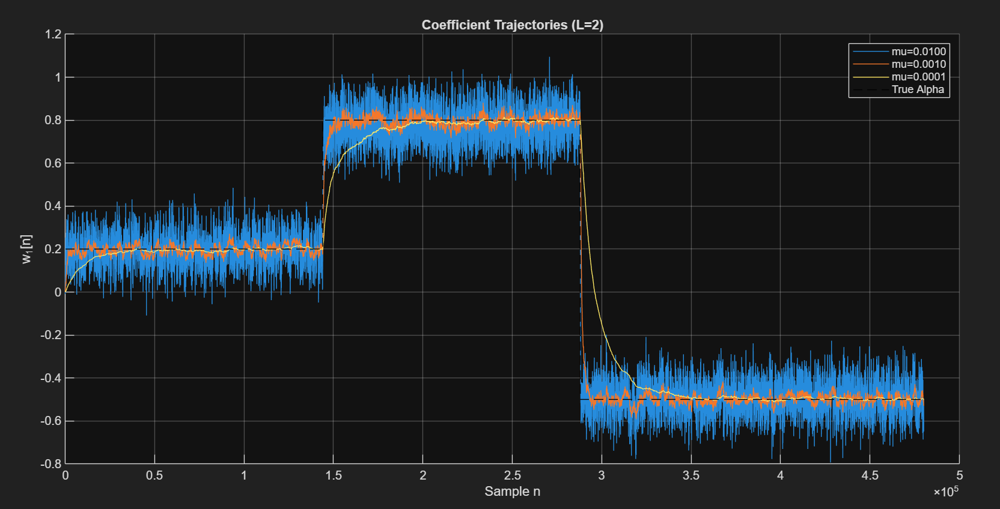 Coefficient Trajectories (L=2)
mu=0.0100
mu=0.0010
mu=0.0001
True Alpha
1.2
1
0.8
0.6
0.4
0.2
0
-0.2
-0.4
-0.6
-0.8
w₁[n]
0 0.5 1 1.5 2 2.5 3 3.5 4 4.5 5
Sample n
×10⁵